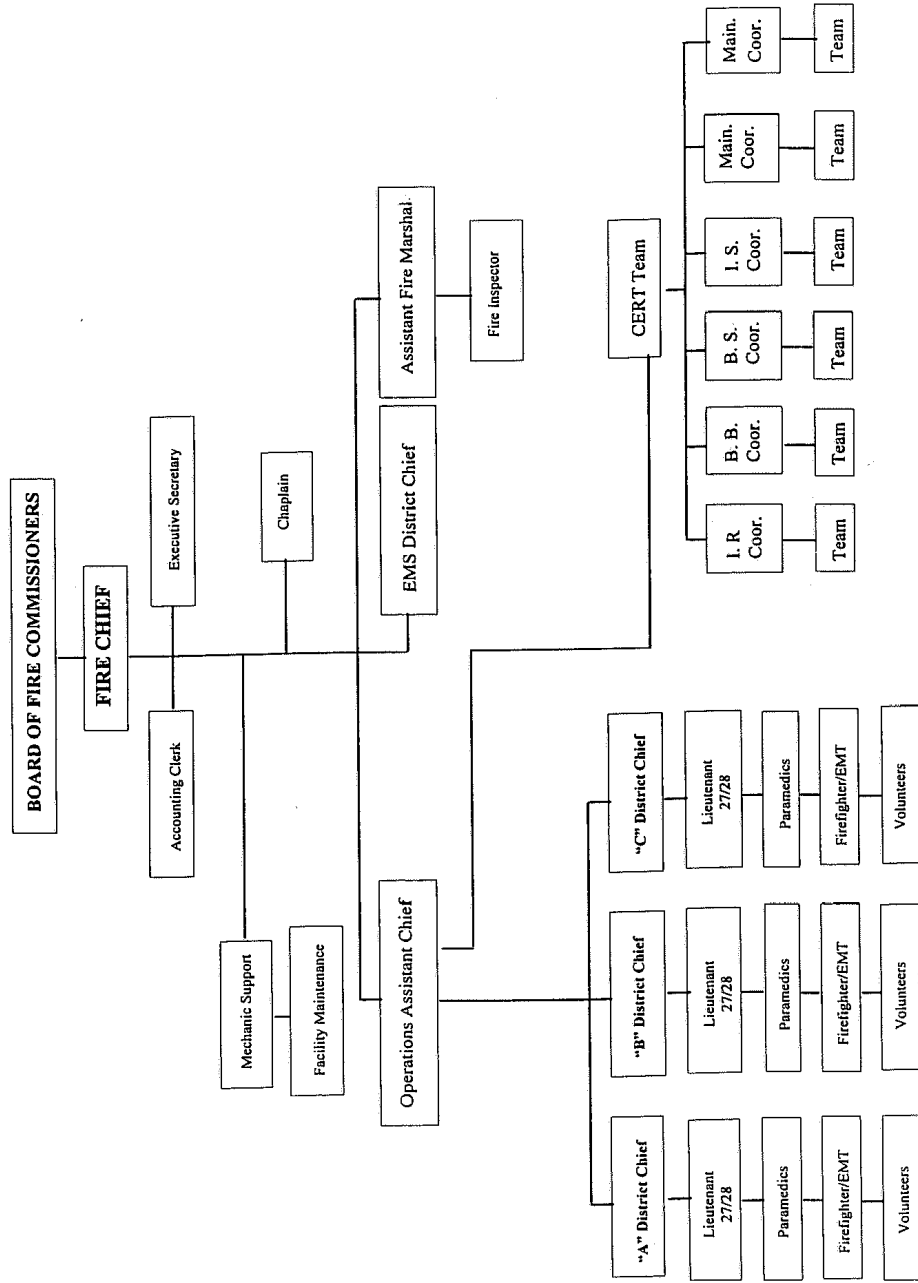 BOARD OF FIRE COMMISSIONERS
FIRE CHIEF
Accounting Clerk
Executive Secretary
Mechanic Support
Facility Maintenance
Chaplain
Operations Assistant Chief
EMS District Chief
Assistant Fire Marshal
Fire Inspector
"A" District Chief
Lieutenant
27/28
Paramedics
Firefighter/EMT
Volunteers
"B" District Chief
Lieutenant
27/28
Paramedics
Firefighter/EMT
Volunteers
"C" District Chief
Lieutenant
27/28
Paramedics
Firefighter/EMT
Volunteers
CERT Team
I. R
Coor.
Team
B. B.
Coor.
Team
B. S.
Coor.
Team
I. S.
Coor.
Team
Main.
Coor.
Team
Main.
Coor.
Team